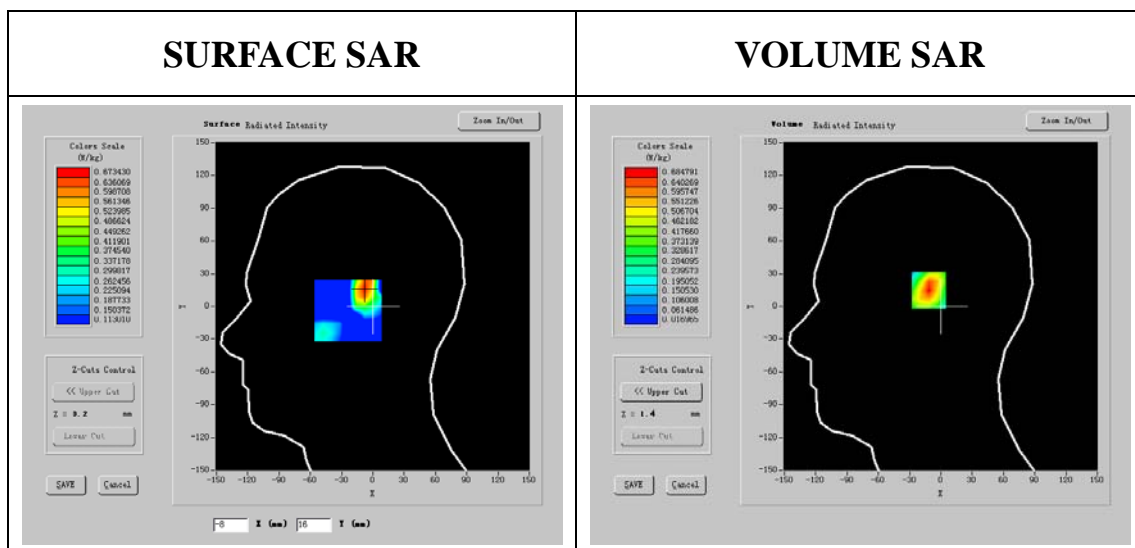 SURFACE SAR
VOLUME SAR
Surface Radiated Intensity
Zoom In/Out
Colors Scale
(W/kg)
0.673430
0.636069
0.598708
0.561346
0.523985
0.486624
0.449262
0.411901
0.374540
0.337178
0.299817
0.262456
0.225094
0.187733
0.150372
0.113010
150
120
90
60
30
0
-30
-60
-90
-120
-150
Y
-150 -120 -90 -60 -30 0 30 60 90 120 150
X
Z-Cuts Control
<< Upper Cut
Z = 0.2 mm
Lower Cut
SAVE Cancel
-8 X (mm) 16 Y (mm)
Volume Radiated Intensity
Zoom In/Out
Colors Scale
(W/kg)
0.684791
0.640269
0.595747
0.551226
0.506704
0.462182
0.417660
0.373139
0.328617
0.284095
0.239573
0.195052
0.150530
0.106008
0.061486
0.016965
150
120
90
60
30
0
-30
-60
-90
-120
-150
Y
-150 -120 -90 -60 -30 0 30 60 90 120 150
X
Z-Cuts Control
<< Upper Cut
Z = 1.4 mm
Lower Cut
SAVE Cancel